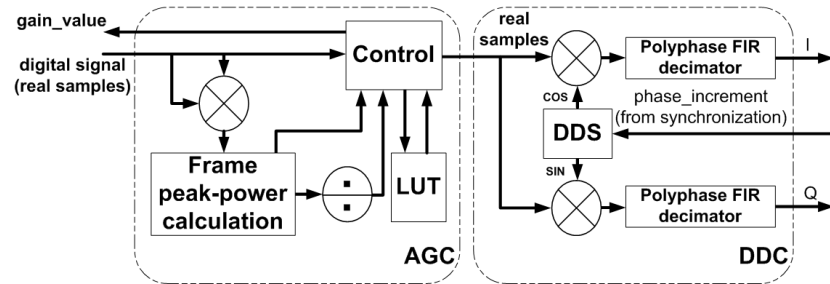 gain_value
digital signal
(real samples)
Control
Frame
peak-power
calculation
LUT
AGC
real
samples
Polyphase FIR
decimator
I
COS
phase_increment
(from synchronization)
DDS
SIN
Polyphase FIR
decimator
Q
DDC